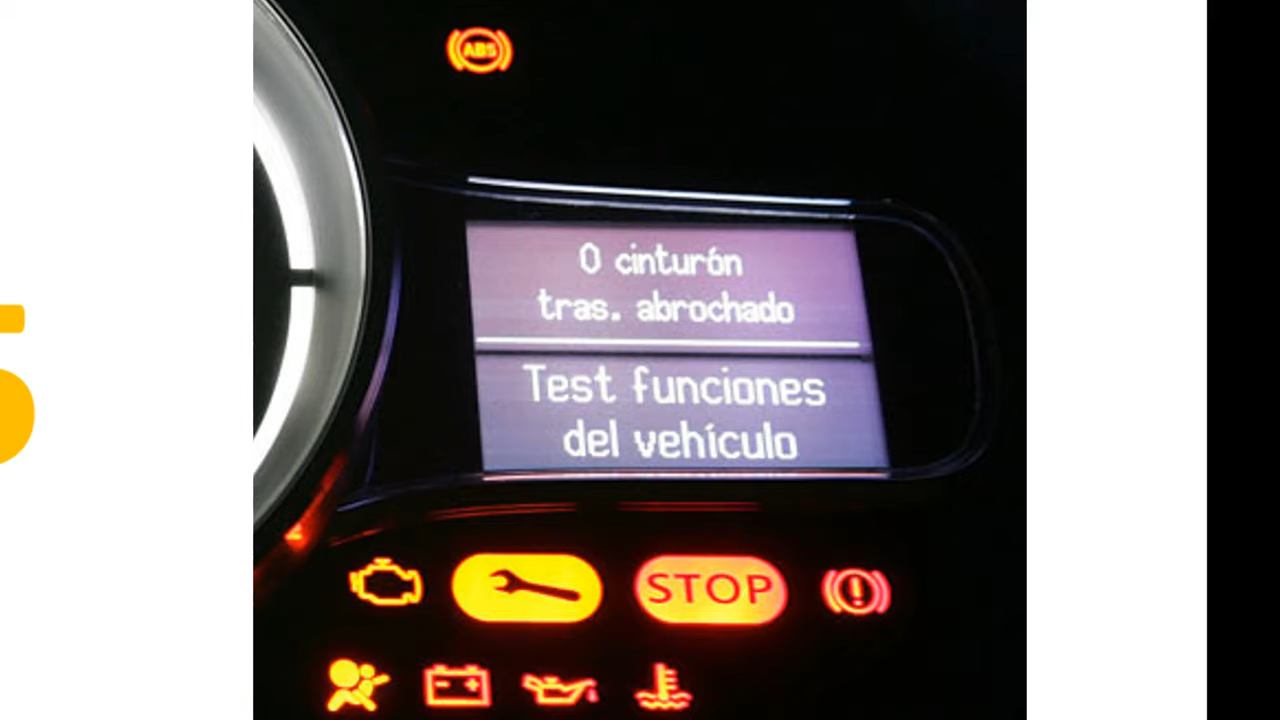 ABS
0 cinturón
tras. abrochado
Test funciones
del vehículo
STOP